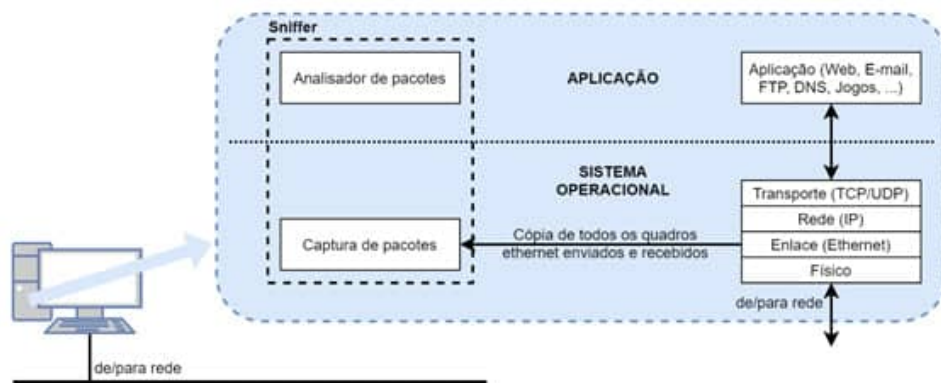 Sniffer
Analisador de pacotes
APLICAÇÃO
Aplicação (Web, E-mail,
FTP, DNS, Jogos, ...)
SISTEMA
OPERACIONAL
Transporte (TCP/UDP)
Rede (IP)
Enlace (Ethernet)
Físico
Captura de pacotes
Cópia de todos os quadros
ethernet enviados e recebidos
de/para rede
de/para rede